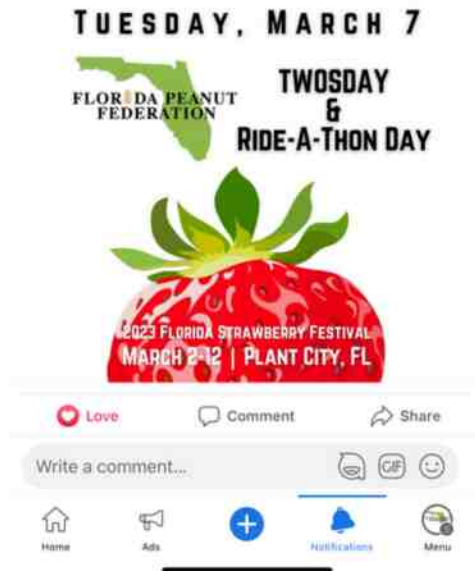 TUESDAY, MARCH 7
FLORIDA PEANUT
FEDERATION
TWOSDAY
&
RIDE-A-THON DAY
2023 FLORIDA STRAWBERRY FESTIVAL
MARCH 2-12 | PLANT CITY, FL
Love
Comment
Share
Write a comment...
GIF
Home
Ads
Notifications
Menu